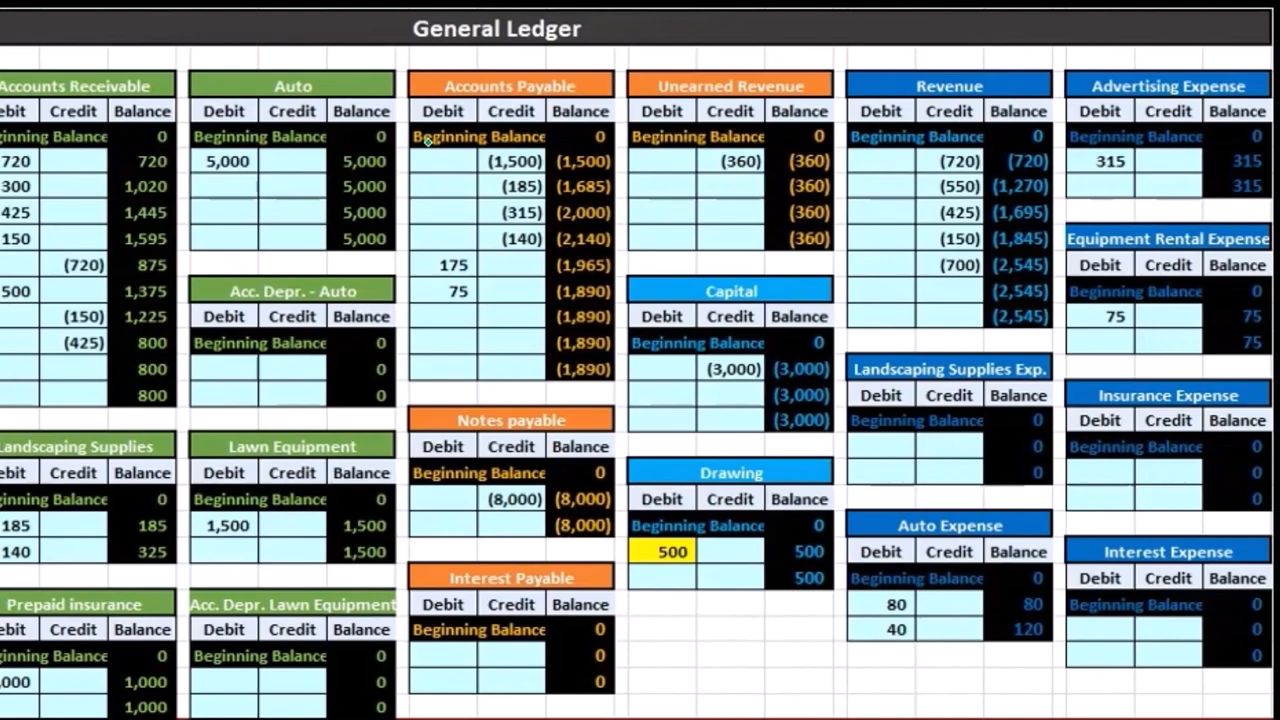 General Ledger
Accounts Receivable
ebit Credit Balance
ginning Balance 0
720 720
300 1,020
425 1,445
150 1,595
(720) 875
500 1,375
(150) 1,225
(425) 800
800
800
Landscaping Supplies
ebit Credit Balance
ginning Balance 0
185 185
140 325
Prepaid insurance
ebit Credit Balance
ginning Balance 0
,000 1,000
1,000
Auto
Debit Credit Balance
Beginning Balance 0
5,000 5,000
5,000
5,000
5,000
Acc. Depr. - Auto
Debit Credit Balance
Beginning Balance 0
0
0
Lawn Equipment
Debit Credit Balance
Beginning Balance 0
1,500 1,500
1,500
Acc. Depr. Lawn Equipment
Debit Credit Balance
Beginning Balance 0
0
0
Accounts Payable
Debit Credit Balance
Beginning Balance 0
(1,500) (1,500)
(185) (1,685)
(315) (2,000)
(140) (2,140)
175 (1,965)
75 (1,890)
(1,890)
(1,890)
(1,890)
Notes payable
Debit Credit Balance
Beginning Balance 0
(8,000) (8,000)
(8,000)
Interest Payable
Debit Credit Balance
Beginning Balance 0
0
0
Unearned Revenue
Debit Credit Balance
Beginning Balance 0
(360) (360)
(360)
(360)
(360)
Capital
Debit Credit Balance
Beginning Balance 0
(3,000) (3,000)
(3,000)
(3,000)
Drawing
Debit Credit Balance
Beginning Balance 0
500 500
500
Revenue
Debit Credit Balance
Beginning Balance 0
(720) (720)
(550) (1,270)
(425) (1,695)
(150) (1,845)
(700) (2,545)
(2,545)
(2,545)
Landscaping Supplies Exp.
Debit Credit Balance
Beginning Balance 0
0
0
Auto Expense
Debit Credit Balance
Beginning Balance 0
80 80
40 120
Advertising Expense
Debit Credit Balance
Beginning Balance 0
315 315
315
Equipment Rental Expense
Debit Credit Balance
Beginning Balance 0
75 75
75
Insurance Expense
Debit Credit Balance
Beginning Balance 0
0
0
Interest Expense
Debit Credit Balance
Beginning Balance 0
0
0